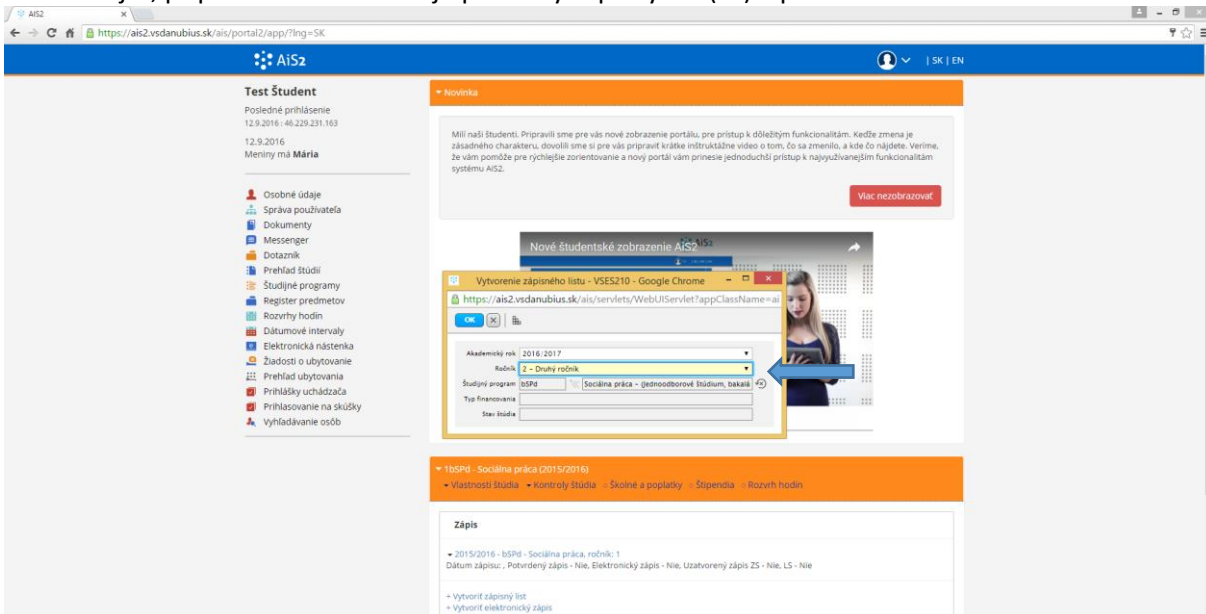 AiS2
https://ais2.vsdanubius.sk/ais/portal2/app/?lng=SK
AiS2
| SK | EN
Test Študent
Posledné prihlásenie
12.9.2016 : 46.229.231.163
12.9.2016
Meniny má Mária
Osobné údaje
Správa používateľa
Dokumenty
Messenger
Dotazník
Prehľad štúdií
Študijné programy
Register predmetov
Rozvrhy hodín
Dátumové intervaly
Elektronická nástenka
Žiadosti o ubytovanie
Prehľad ubytovania
Prihlášky uchádzača
Prihlasovanie na skúšky
Vyhľadávanie osôb
Novinka
Milí naši študenti. Pripravili sme pre vás nové zobrazenie portálu, pre prístup k dôležitým funkcionalitám. Keďže zmena je
zásadného charakteru, dovolili sme si pre vás pripraviť krátke inštruktážne video o tom, čo sa zmenilo, a kde čo nájdete. Veríme,
že vám pomôže pre rýchlejšie zorientovanie a nový portál vám prinesie jednoduchší prístup k najvyužívanejším funkcionalitám
systému AiS2.
Viac nezobrazovať
Nové študentské zobrazenie AiS2
Vytvorenie zápisného listu - VSES210 - Google Chrome
https://ais2.vsdanubius.sk/ais/servlets/WebUIServlet?appClassName=ai
OK
Akademický rok 2016/2017
Ročník 2 – Druhý ročník
Študijný program bSPd Sociálna práca – (Jednoodborové štúdium, bakalá
Typ financovania
Stav štúdia
1bSPd - Sociálna práca (2015/2016)
Vlastnosti štúdia Kontroly štúdia Školné a poplatky Štipendia Rozvrh hodín
Zápis
2015/2016 - bSPd - Sociálna práca, ročník: 1
Dátum zápisu: , Potvrdený zápis - Nie, Elektronický zápis - Nie, Uzatvorený zápis ZS - Nie, LS - Nie
+ Vytvoriť zápisný list
+ Vytvoriť elektronický zápis